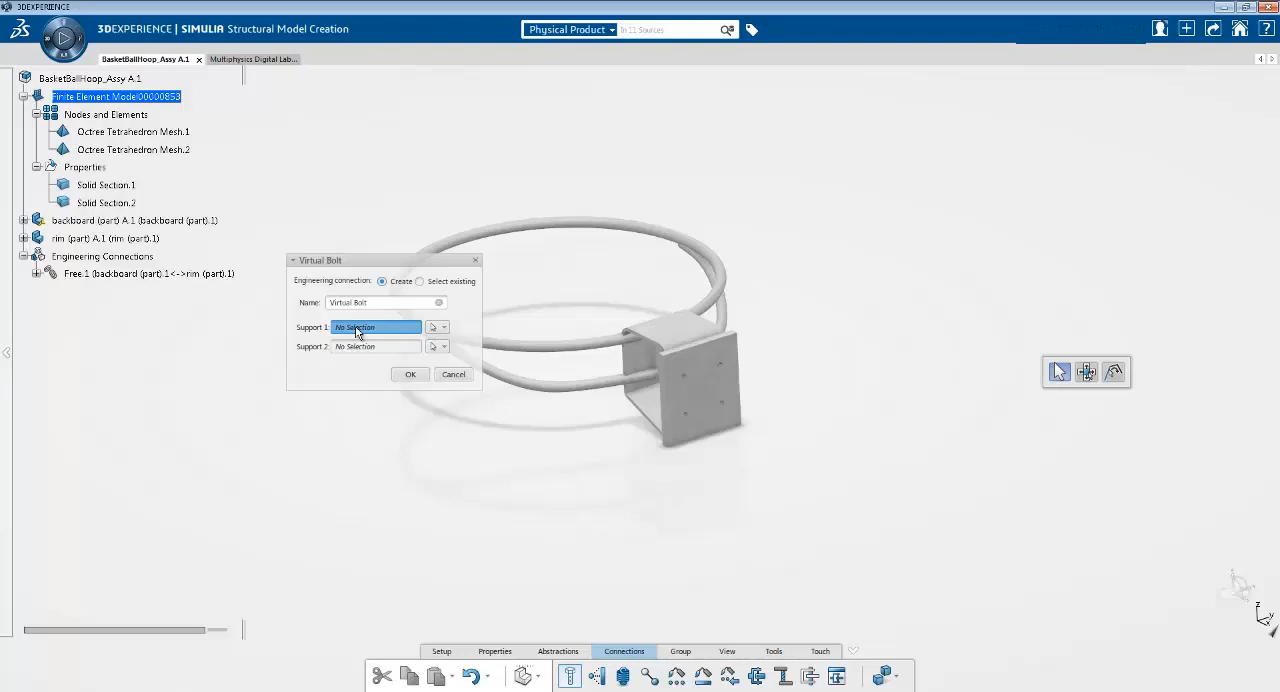 3DEXPERIENCE
3DEXPERIENCE | SIMULIA Structural Model Creation
Physical Product
In 11 Sources
BasketBallHoop_Assy A.1
Multiphysics Digital Lab...
BasketBallHoop_Assy A.1
Finite Element Model00000853
Nodes and Elements
Octree Tetrahedron Mesh.1
Octree Tetrahedron Mesh.2
Properties
Solid Section.1
Solid Section.2
backboard (part) A.1 (backboard (part).1)
rim (part) A.1 (rim (part).1)
Engineering Connections
Free.1 (backboard (part).1<->rim (part).1)
Virtual Bolt
Engineering connection: Create Select existing
Name: Virtual Bolt
Support 1: No Selection
Support 2: No Selection
OK Cancel
z
y
x
Setup Properties Abstractions Connections Group View Tools Touch